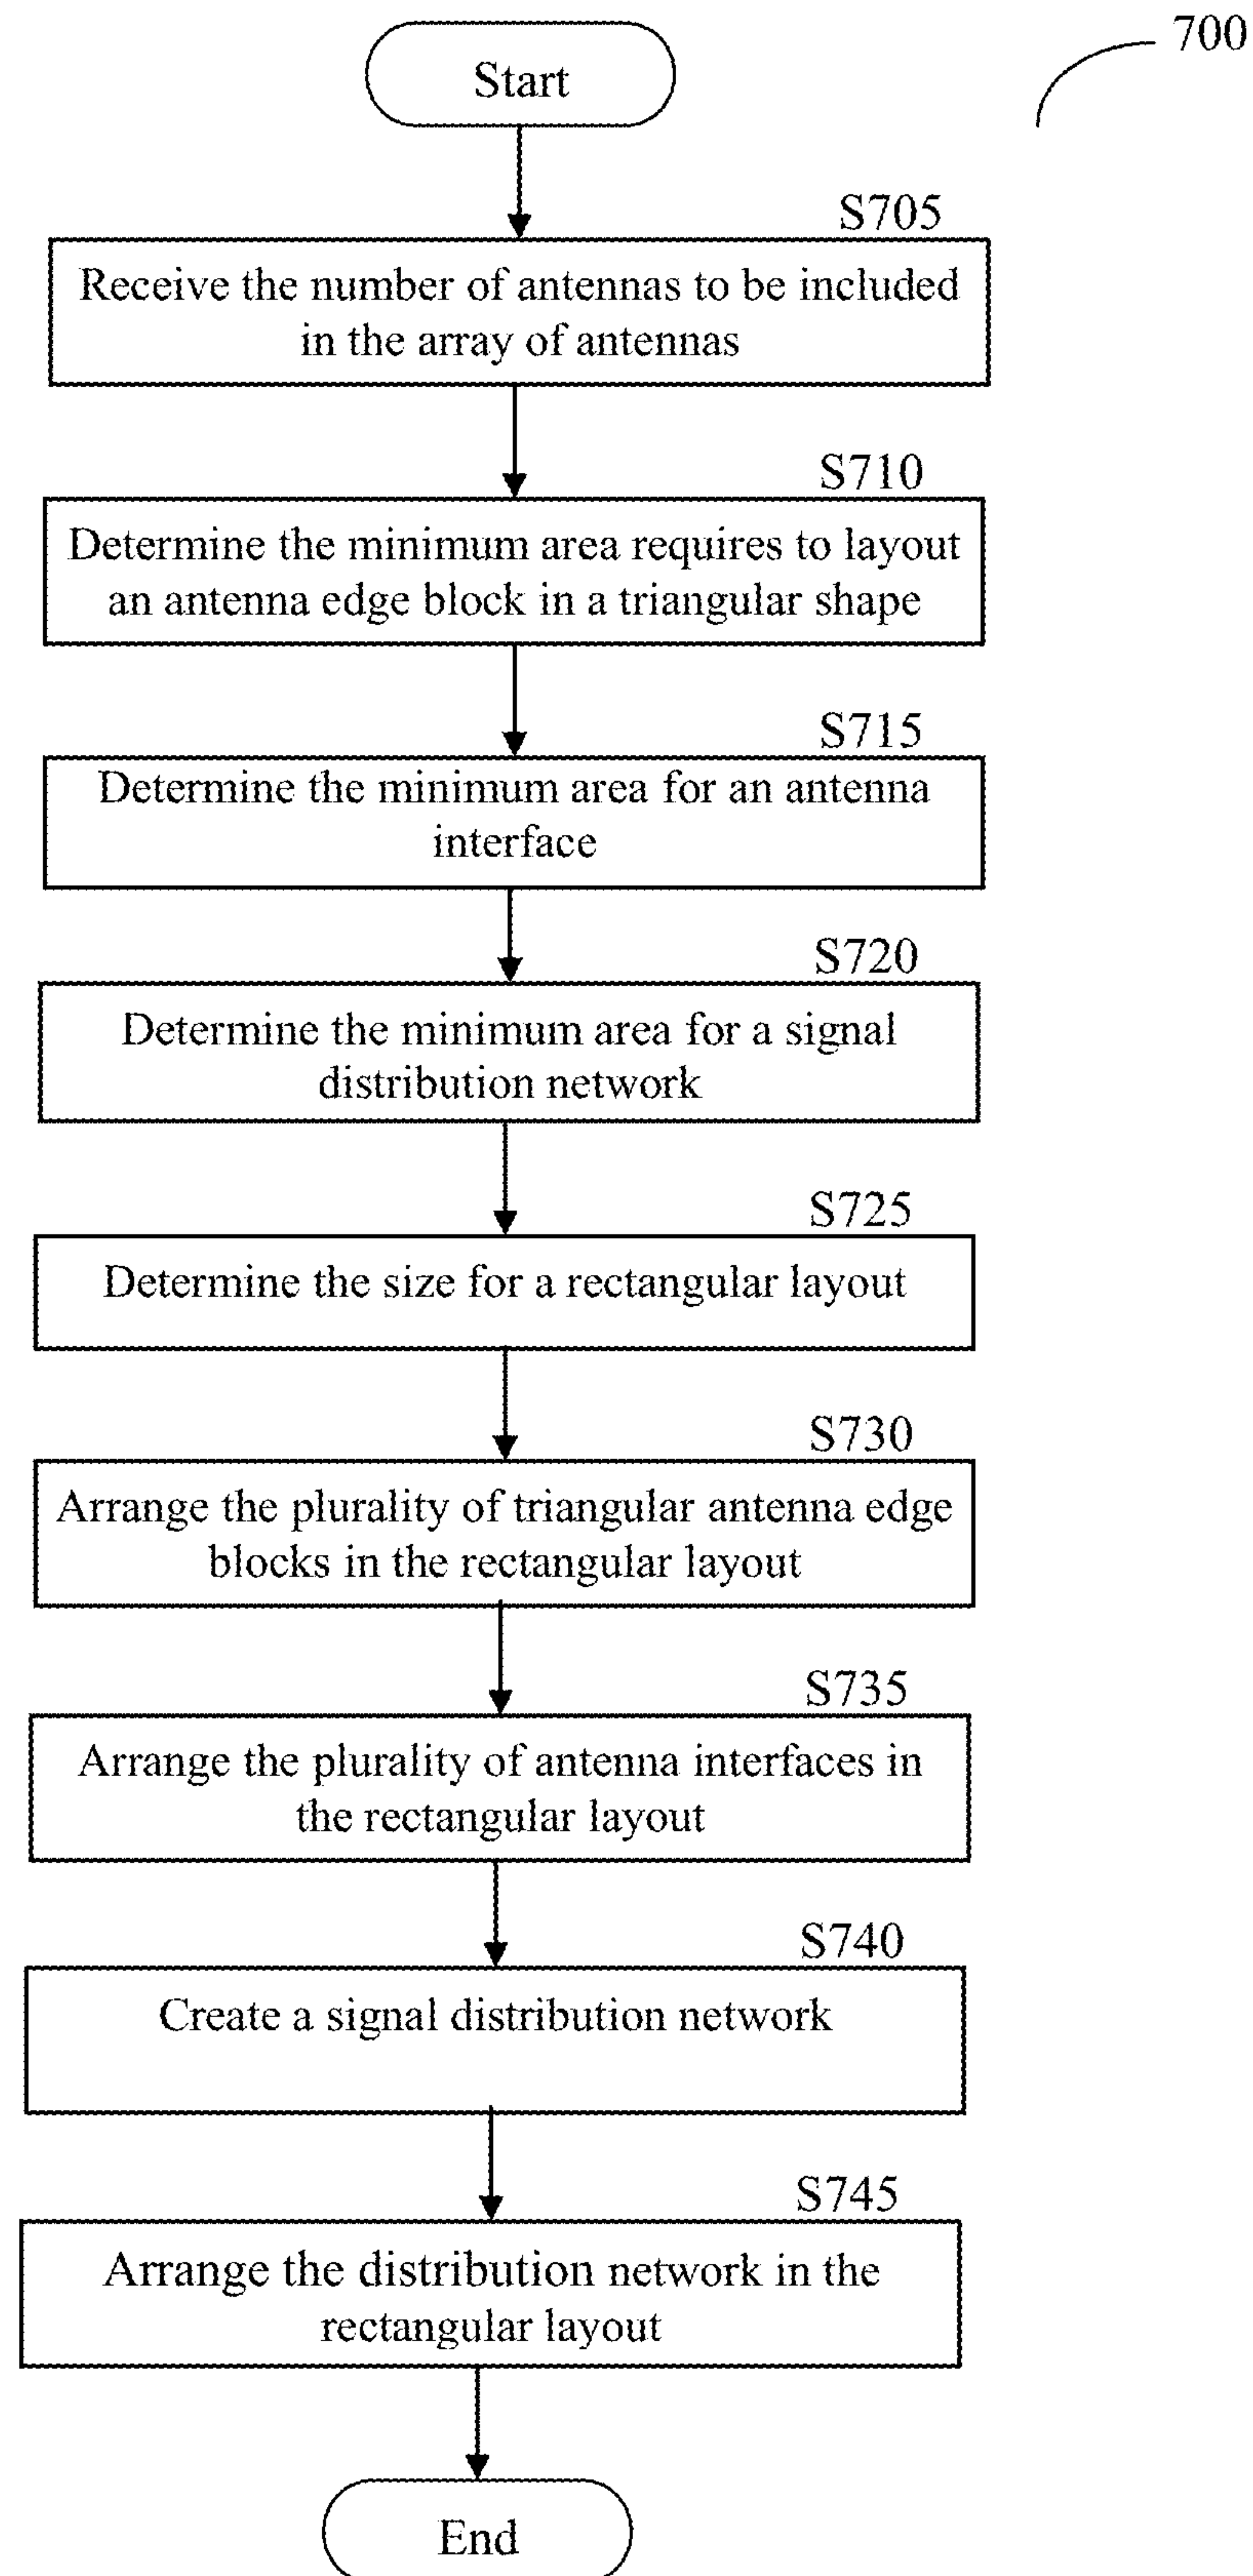 700
Start
S705
Receive the number of antennas to be included
in the array of antennas
S710
Determine the minimum area requires to layout
an antenna edge block in a triangular shape
S715
Determine the minimum area for an antenna
interface
S720
Determine the minimum area for a signal
distribution network
S725
Determine the size for a rectangular layout
S730
Arrange the plurality of triangular antenna edge
blocks in the rectangular layout
S735
Arrange the plurality of antenna interfaces in
the rectangular layout
S740
Create a signal distribution network
S745
Arrange the distribution network in the
rectangular layout
End